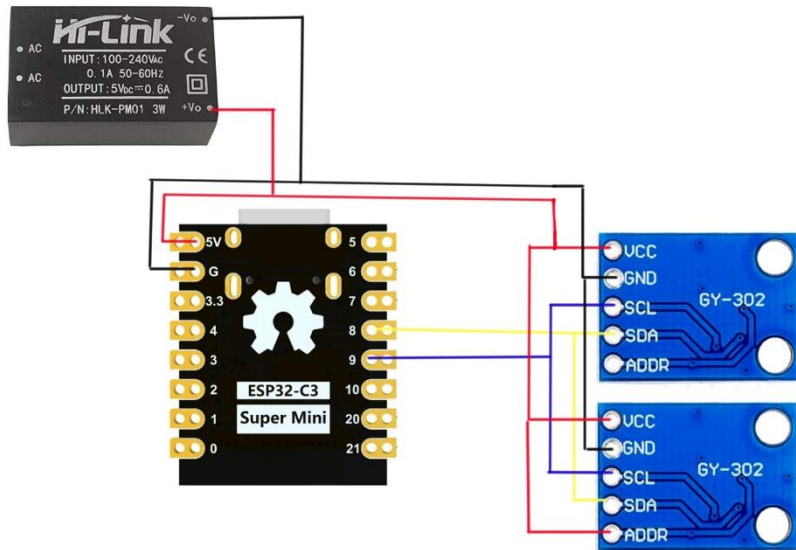 Hi-Link
-Vo
AC
AC
INPUT:100-240VAC
0.1A 50-60HZ
OUTPUT:5VDC⎓0.6A
P/N:HLK-PM01 3W
CE
+Vo
5V
G
3.3
4
3
2
1
0
5
6
7
8
9
10
20
21
ESP32-C3
Super Mini
VCC
GND
SCL
SDA
ADDR
GY-302
VCC
GND
SCL
SDA
ADDR
GY-302